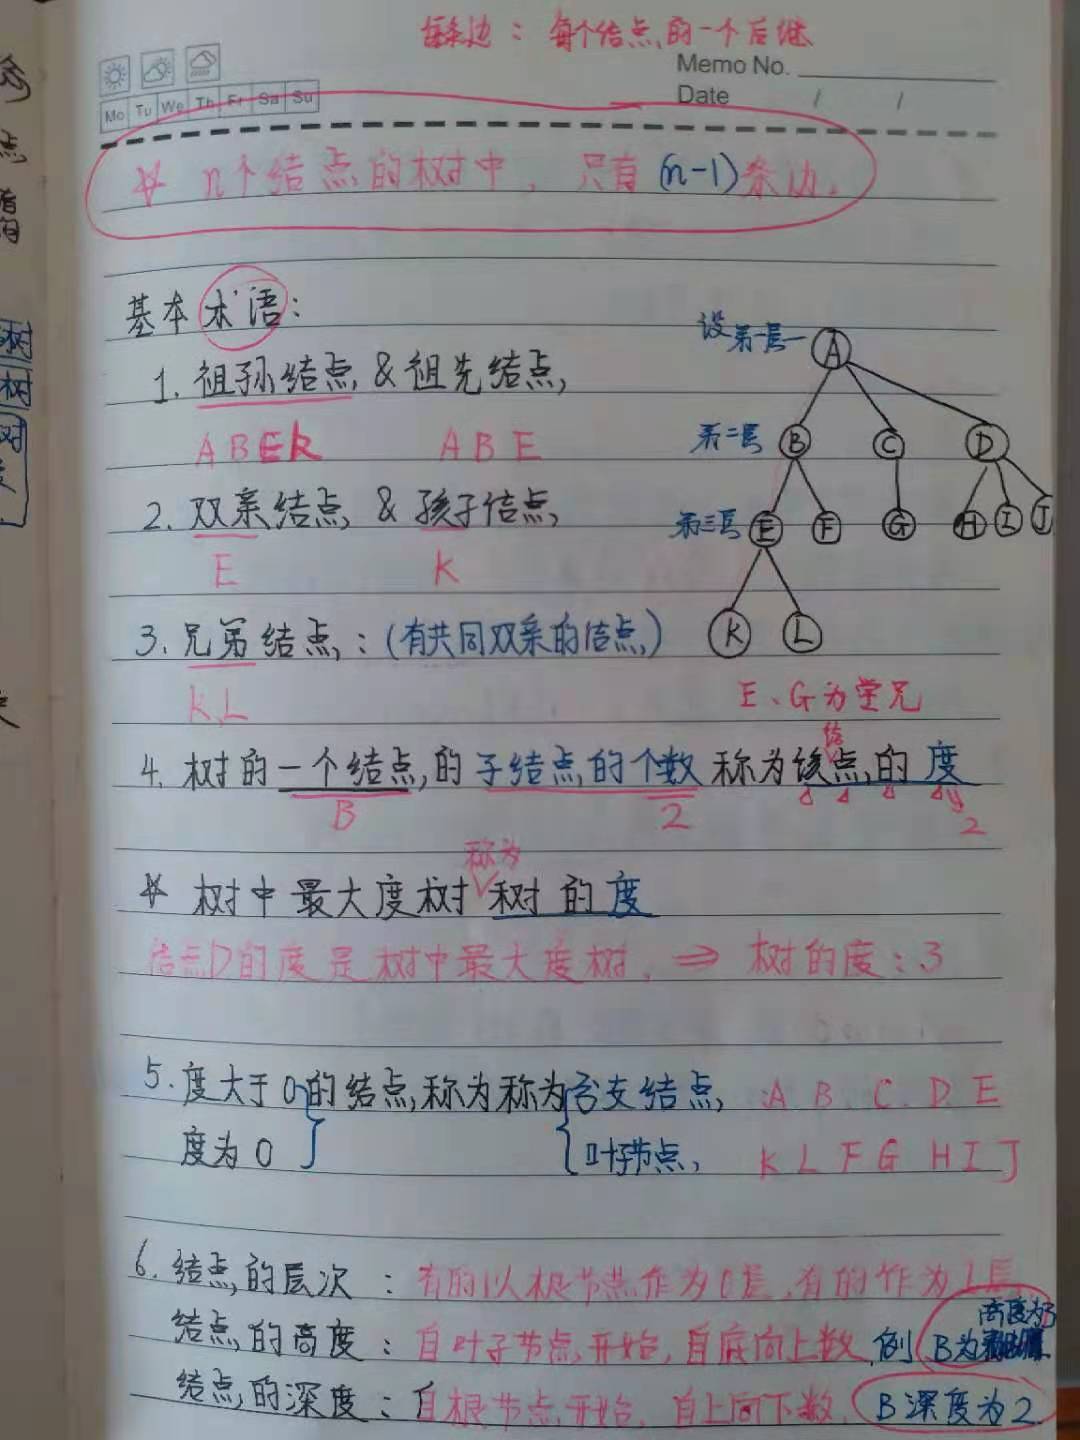 每条边：每个结点的一个后继
Memo No.
Date / /
Mo Tu We Th Fr Sa Su
n个结点的树中，只有(n-1)条边.
基本术语：
1. 祖孙结点 & 祖先结点
ABEK ABE
2. 双亲结点 & 孩子结点
E K
3. 兄弟结点：(有共同双亲的结点)
K L
设第一层
A
第二层
B C D
第三层
E F G H I J
K L
E、G为堂兄
4. 树的一个结点的子结点的个数称为该结点的度
B 2 2
树中最大度树称为树的度
结点D的度是树中最大度树. ⇒ 树的度：3
5. 度大于0的结点称为称为分支结点 : A B C D E
度为0 叶子节点, K L F G H I J
6. 结点的层次：有的以根节点作为0层,有的作为1层
结点的高度：自叶子节点开始,自底向上数.例 B为 高度为3
结点的深度：自根节点开始,自上向下数. B深度为2.